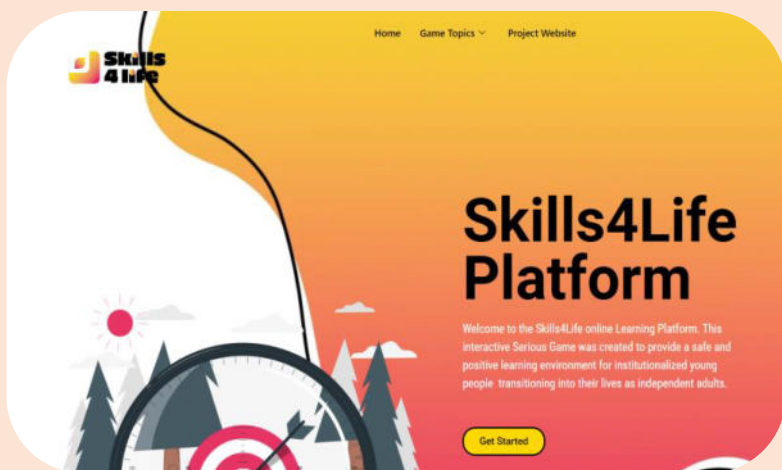 Home Game Topics Project Website
Skills
4 life
Skills4Life
Platform
Welcome to the Skills4Life online Learning Platform. This
interactive Serious Game was created to provide a safe and
positive learning environment for institutionalized young
people transitioning into their lives as independent adults.
Get Started